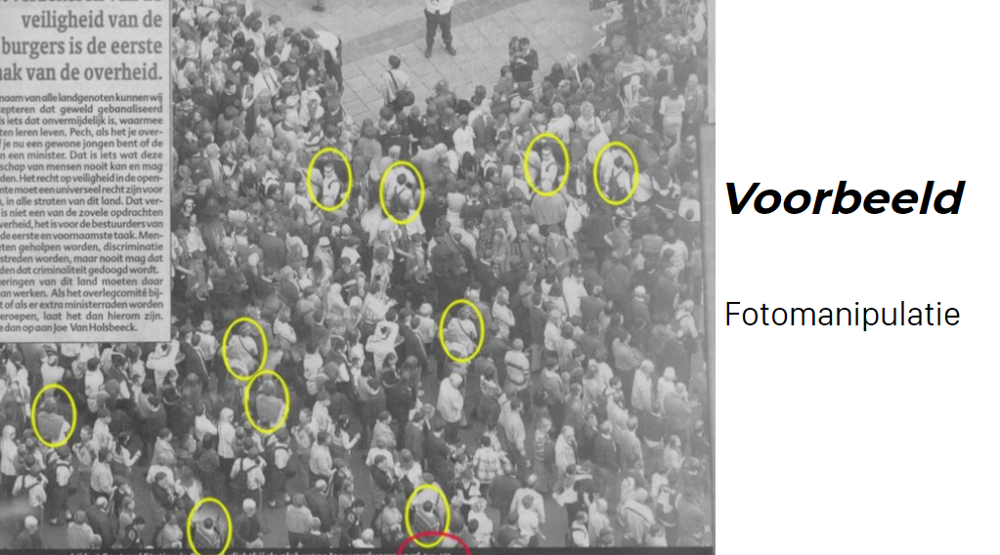 veiligheid van de
burgers is de eerste
aak van de overheid.
naam van alle landgenoten kunnen wij
epteren dat geweld gebanaliseerd
is iets dat onvermijdelijk is, waarmee
ten leren leven. Pech, als het je over-
f je nu een gewone jongen bent of de
n een minister. Dat is iets wat deze
schap van mensen nooit kan en mag
den. Het recht op veiligheid in de open-
mte moet een universeel recht zijn voor
, in alle straten van dit land. Dat ver-
is niet een van de zovele opdrachten
verheid, het is voor de bestuurders van
de eerste en voornaamste taak. Men-
ten geholpen worden, discriminatie
streden worden, maar nooit mag dat
den dat criminaliteit gedoogd wordt.
eringen van dit land moeten daar
an werken. Als het overlegcomité bij-
t of als er extra ministerraden worden
eroepen, laat het dan hierom zijn.
e dan op aan Joe Van Holsbeeck.
Voorbeeld
Fotomanipulatie